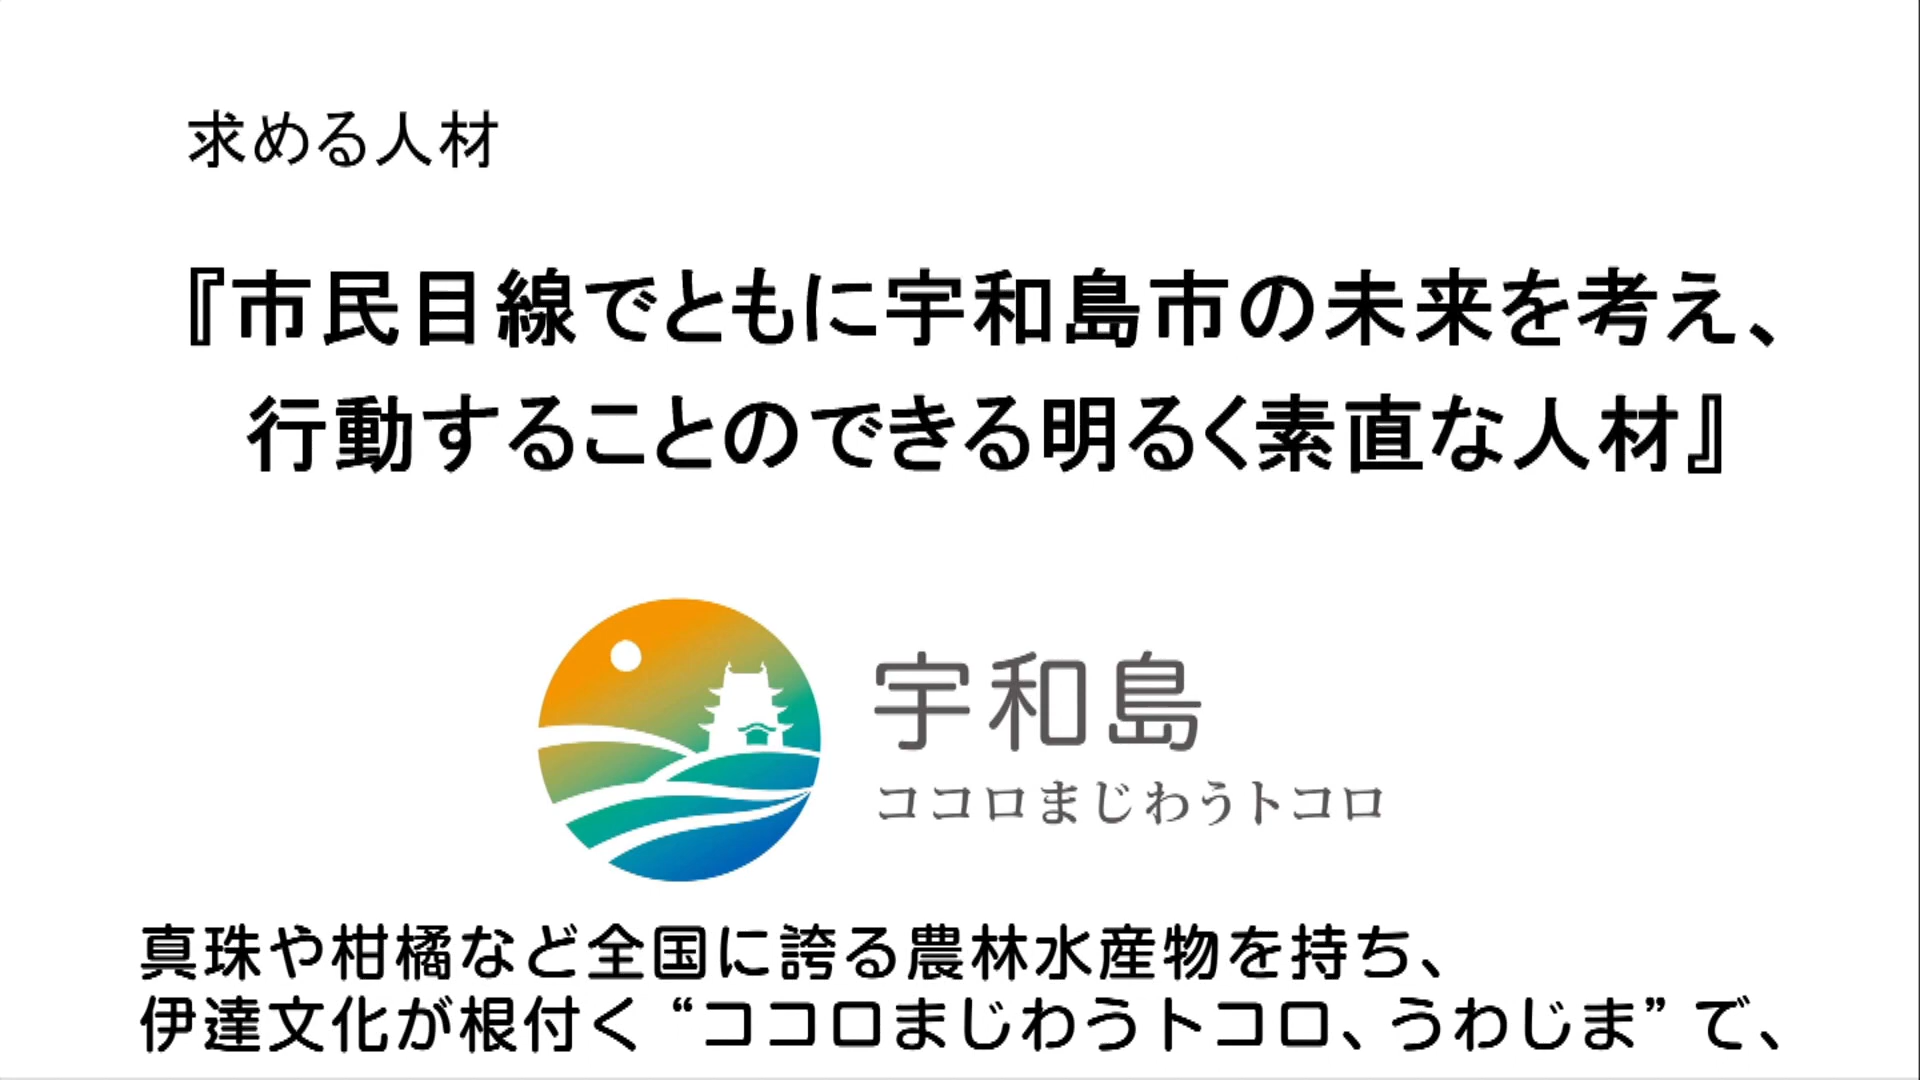 求める人材
『市民目線でともに宇和島市の未来を考え、
行動することのできる明るく素直な人材』
宇和島
ココロまじわうトコロ
真珠や柑橘など全国に誇る農林水産物を持ち、
伊達文化が根付く“ココロまじわうトコロ、うわじま”で、